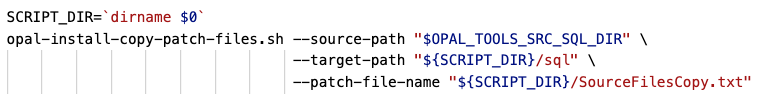 SCRIPT_DIR=`dirname $0`
opal-install-copy-patch-files.sh --source-path "$OPAL_TOOLS_SRC_SQL_DIR" \
                                 --target-path "${SCRIPT_DIR}/sql" \
                                 --patch-file-name "${SCRIPT_DIR}/SourceFilesCopy.txt"